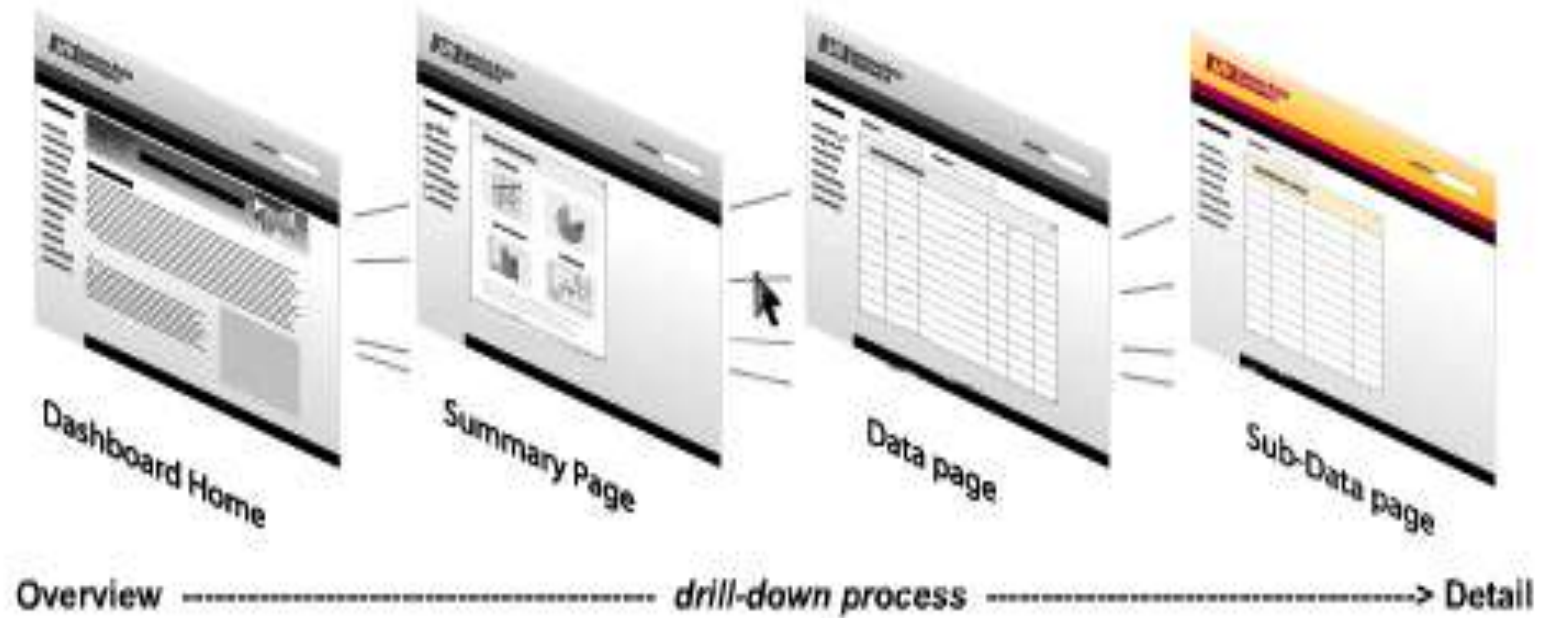 Dashboard Home
Summary Page
Data page
Sub-Data page
Overview ---------- drill-down process ----------> Detail